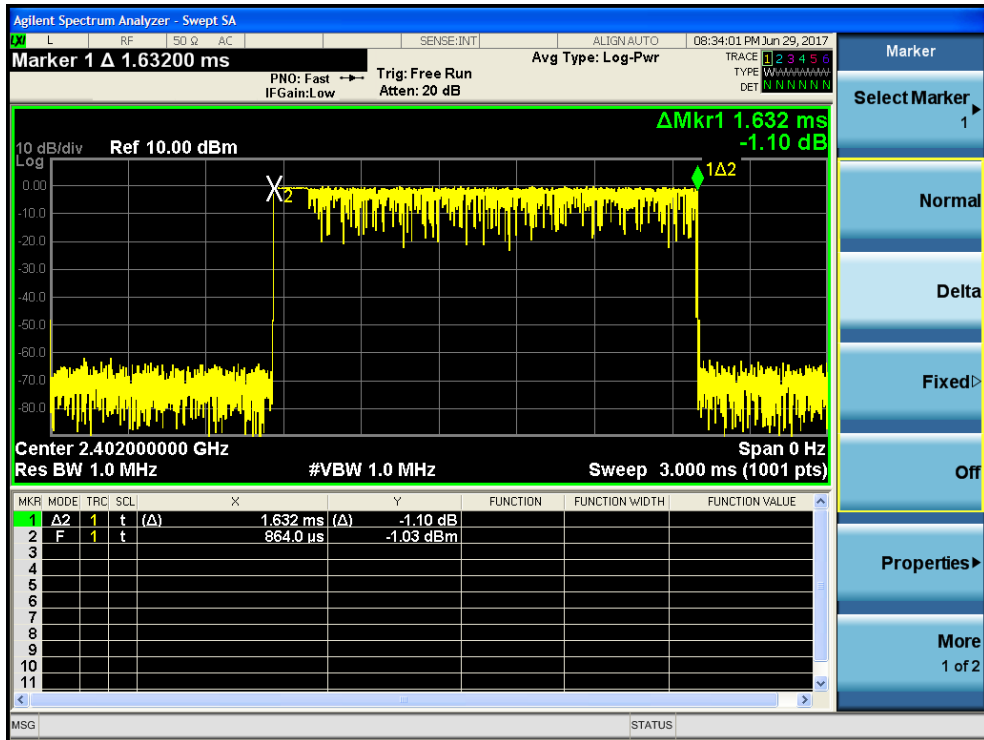 Agilent Spectrum Analyzer - Swept SA
LXI L RF 50 Ω AC SENSE:INT ALIGN AUTO 08:34:01 PM Jun 29, 2017
Marker 1 Δ 1.63200 ms
PNO: Fast
IFGain:Low
Trig: Free Run
Atten: 20 dB
Avg Type: Log-Pwr
TRACE 1 2 3 4 5 6
TYPE W
DET N N N N N N
ΔMkr1 1.632 ms
-1.10 dB
10 dB/div Ref 10.00 dBm
Log
1Δ2
0.00
2
-10.0
-20.0
-30.0
-40.0
-50.0
-60.0
-70.0
-80.0
Center 2.402000000 GHz Span 0 Hz
Res BW 1.0 MHz #VBW 1.0 MHz Sweep 3.000 ms (1001 pts)
MKR MODE TRC SCL X Y FUNCTION FUNCTION WIDTH FUNCTION VALUE
1 Δ2 1 t (Δ) 1.632 ms (Δ) -1.10 dB
2 F 1 t 864.0 µs -1.03 dBm
3
4
5
6
7
8
9
10
11
MSG STATUS
Marker
Select Marker
1
Normal
Delta
Fixed
Off
Properties
More
1 of 2